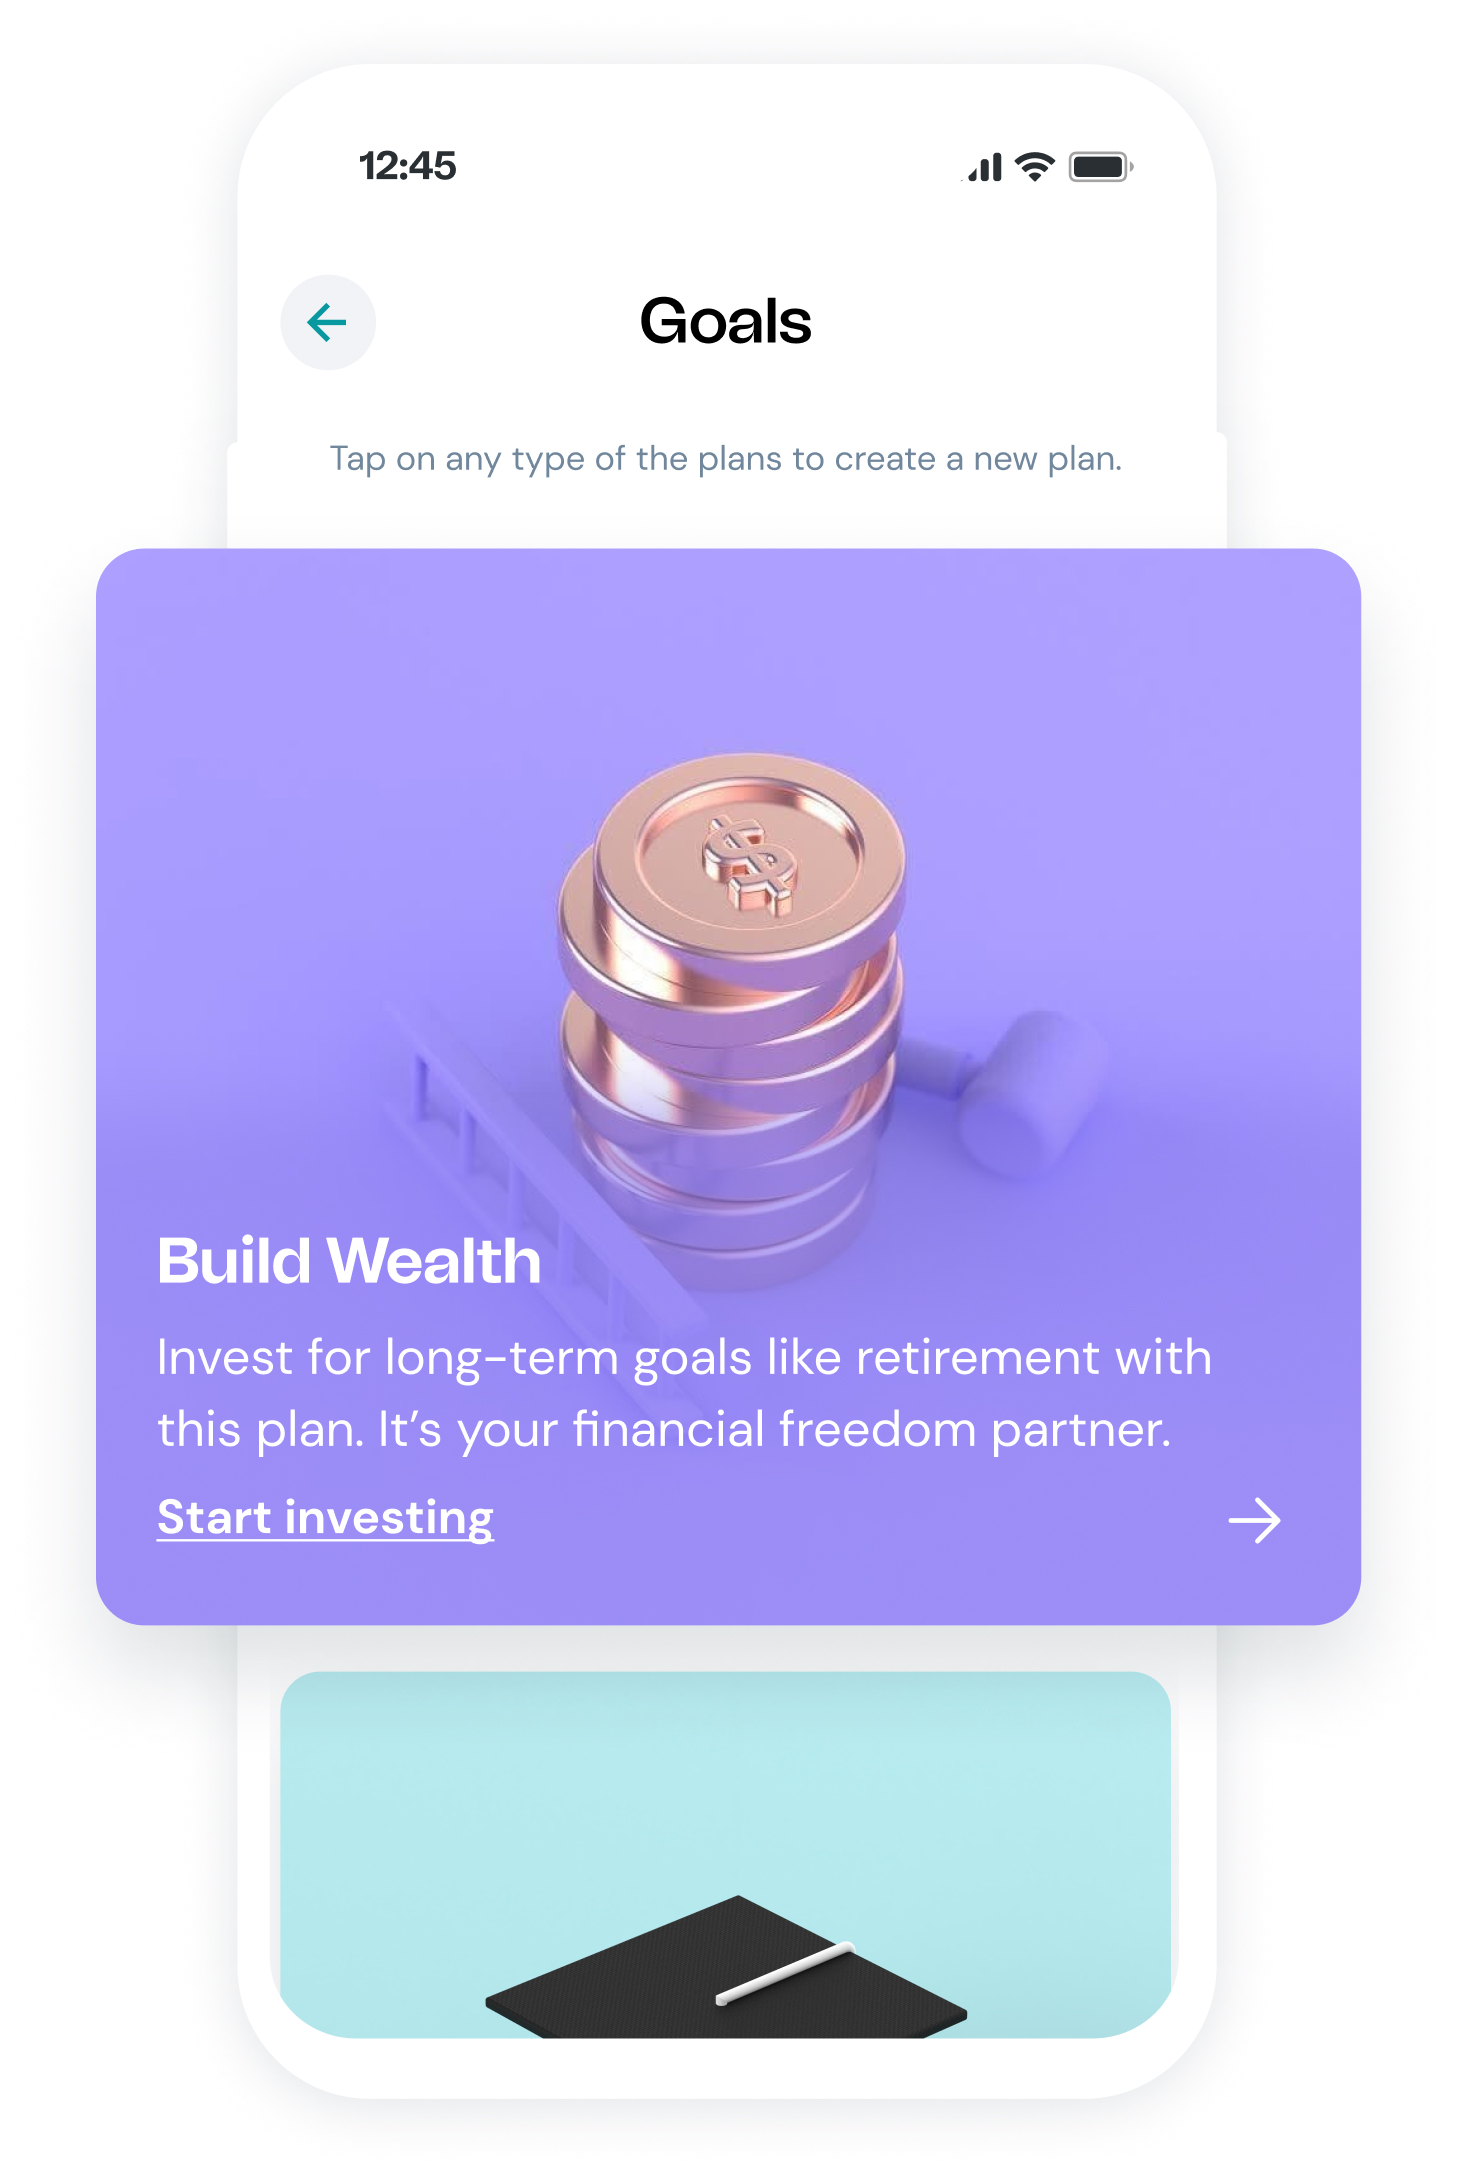 12:45
Goals
Tap on any type of the plans to create a new plan.
$
Build Wealth
Invest for long-term goals like retirement with
this plan. It’s your financial freedom partner.
Start investing